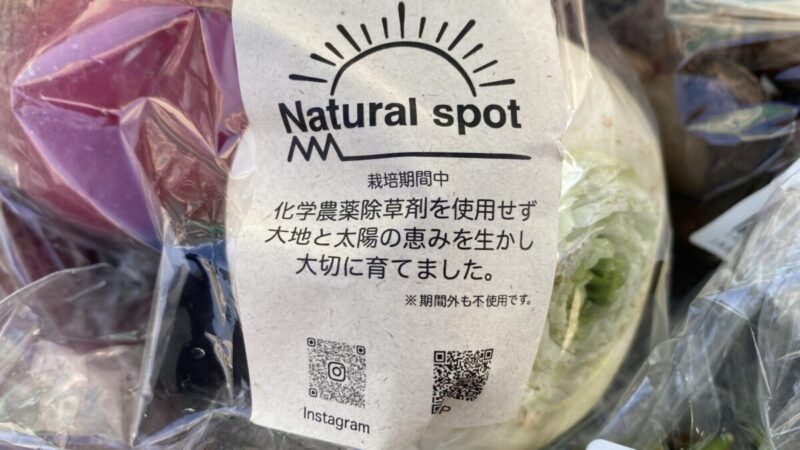 Natural spot
栽培期間中
化学農薬除草剤を使用せず
大地と太陽の恵みを生かし
大切に育てました。
※期間外も不使用です。
Instagram